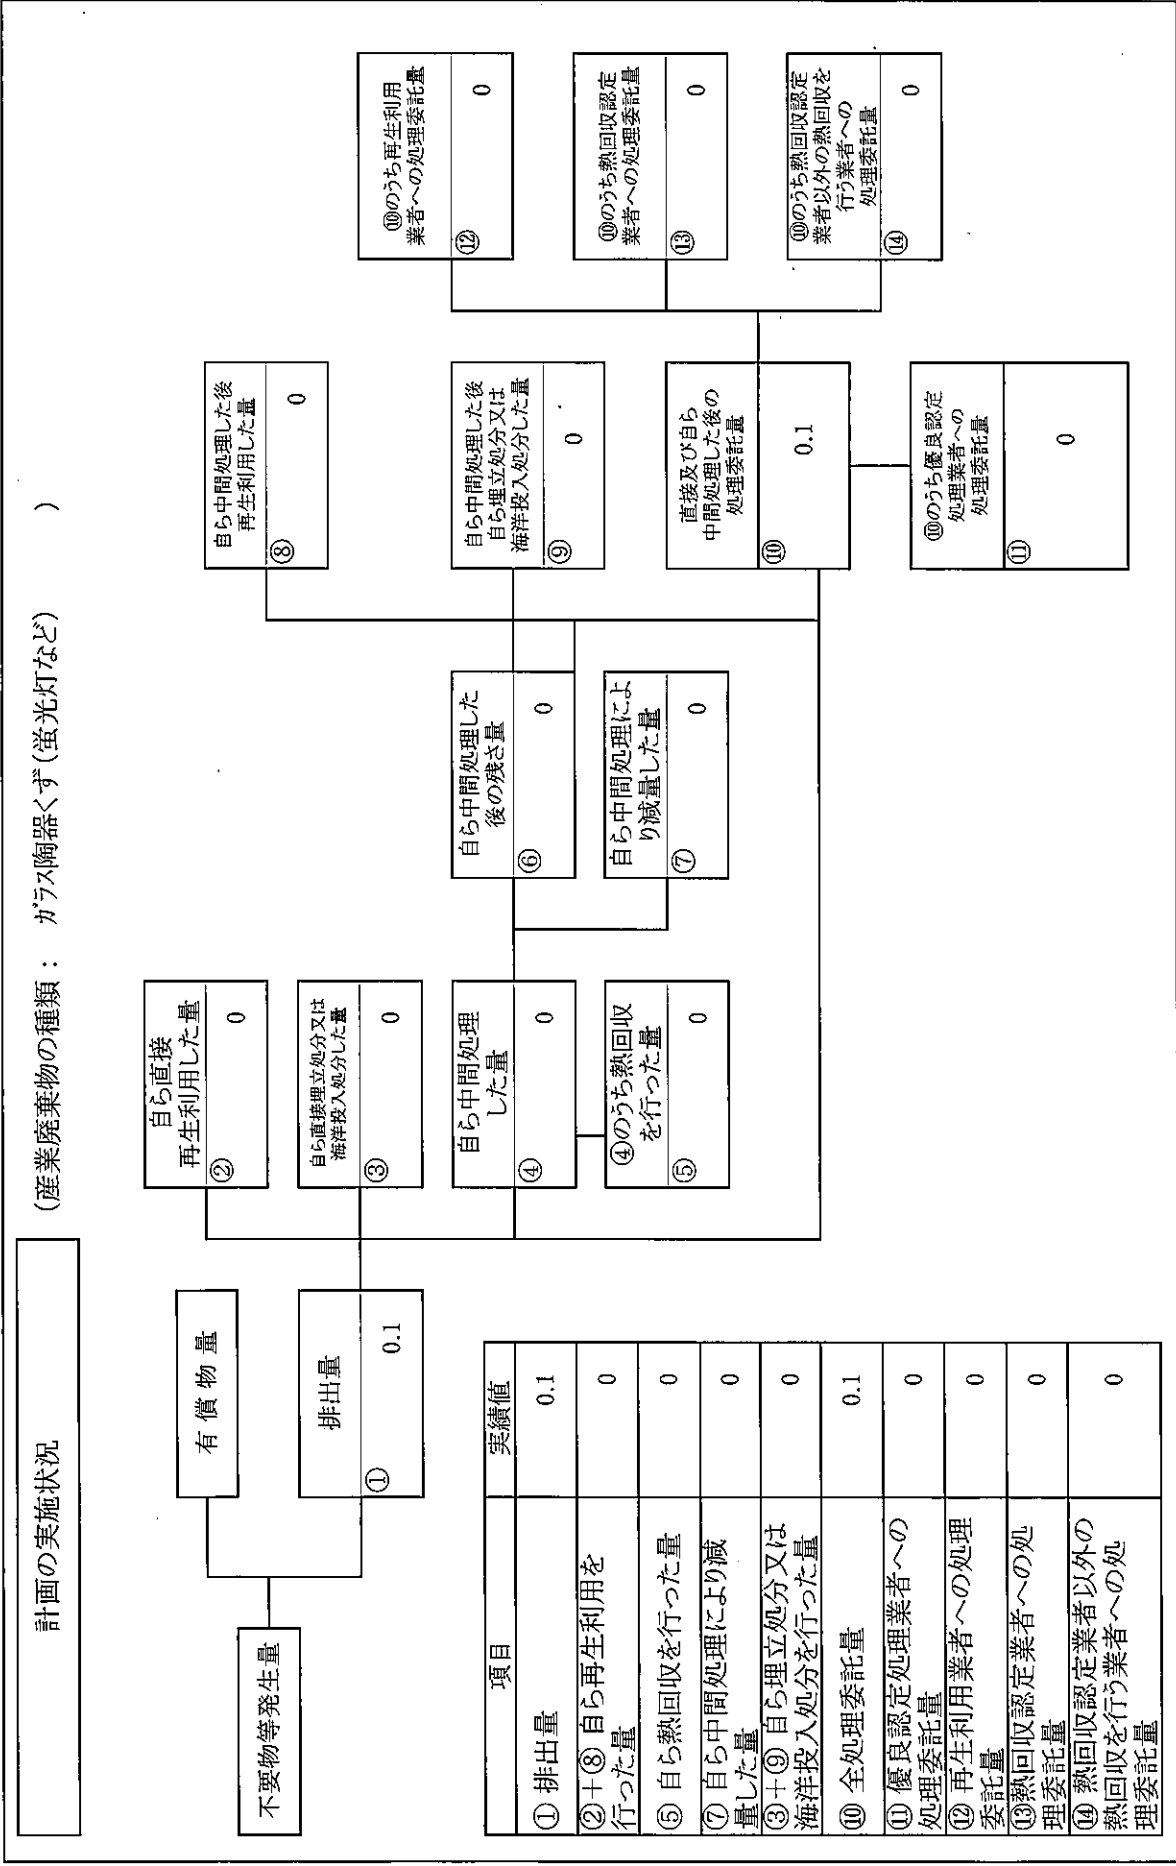 計画の実施状況
(産業廃棄物の種類： ガラス陶器くず(蛍光灯など) )
不要物等発生量
有償物量
排出量
① 0.1
自ら直接
再生利用した量
② 0
自ら直接埋立処分又は
海洋投入処分した量
③ 0
自ら中間処理
した量
④ 0
④のうち熱回収
を行った量
⑤ 0
自ら中間処理した
後の残さ量
⑥ 0
自ら中間処理によ
り減量した量
⑦ 0
自ら中間処理した後
再生利用した量
⑧ 0
自ら中間処理した後
自ら埋立処分又は
海洋投入処分した量
⑨ 0
直接及び自ら
中間処理した後の
処理委託量
⑩ 0.1
⑩のうち優良認定
処理業者への
処理委託量
⑪ 0
⑩のうち再生利用
業者への処理委託量
⑫ 0
⑩のうち熱回収認定
業者への処理委託量
⑬ 0
⑩のうち熱回収認定
業者以外の熱回収を
行う業者への
処理委託量
⑭ 0
項目 実績値
① 排出量 0.1
②＋⑧ 自ら再生利用を
行った量 0
⑤ 自ら熱回収を行った量 0
⑦ 自ら中間処理により減
量した量 0
③＋⑨ 自ら埋立処分又は
海洋投入処分を行った量 0
⑩ 全処理委託量 0.1
⑪ 優良認定処理業者への
処理委託量 0
⑫ 再生利用業者への処理
委託量 0
⑬熱回収認定業者への処
理委託量 0
⑭ 熱回収認定業者以外の
熱回収を行う業者への処
理委託量 0